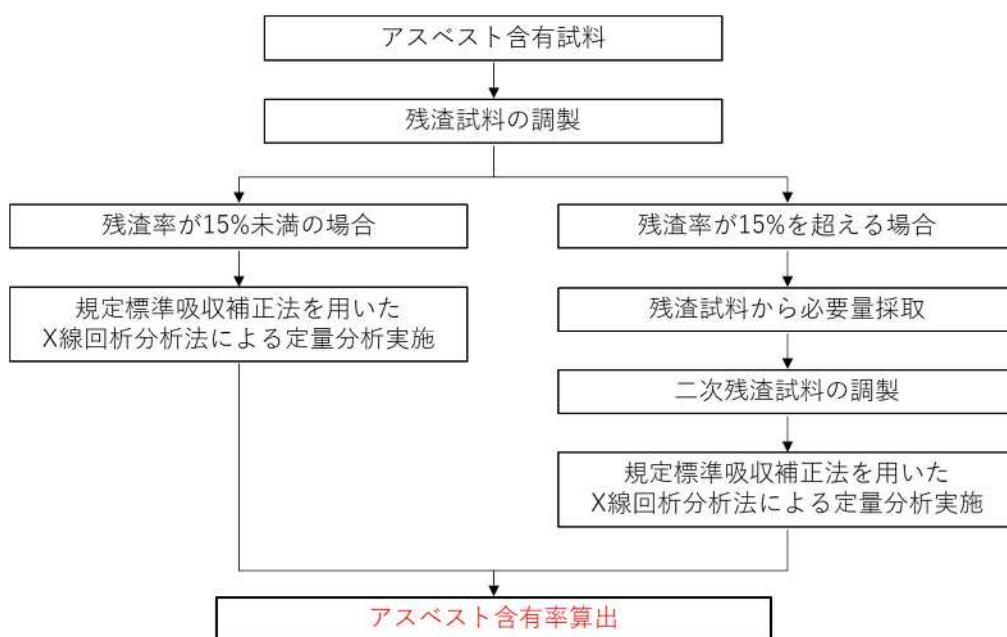 アスベスト含有試料
残渣試料の調製
残渣率が15%未満の場合
規定標準吸収補正法を用いた
X線回析分析法による定量分析実施
残渣率が15%を超える場合
残渣試料から必要量採取
二次残渣試料の調製
規定標準吸収補正法を用いた
X線回析分析法による定量分析実施
アスベスト含有率算出